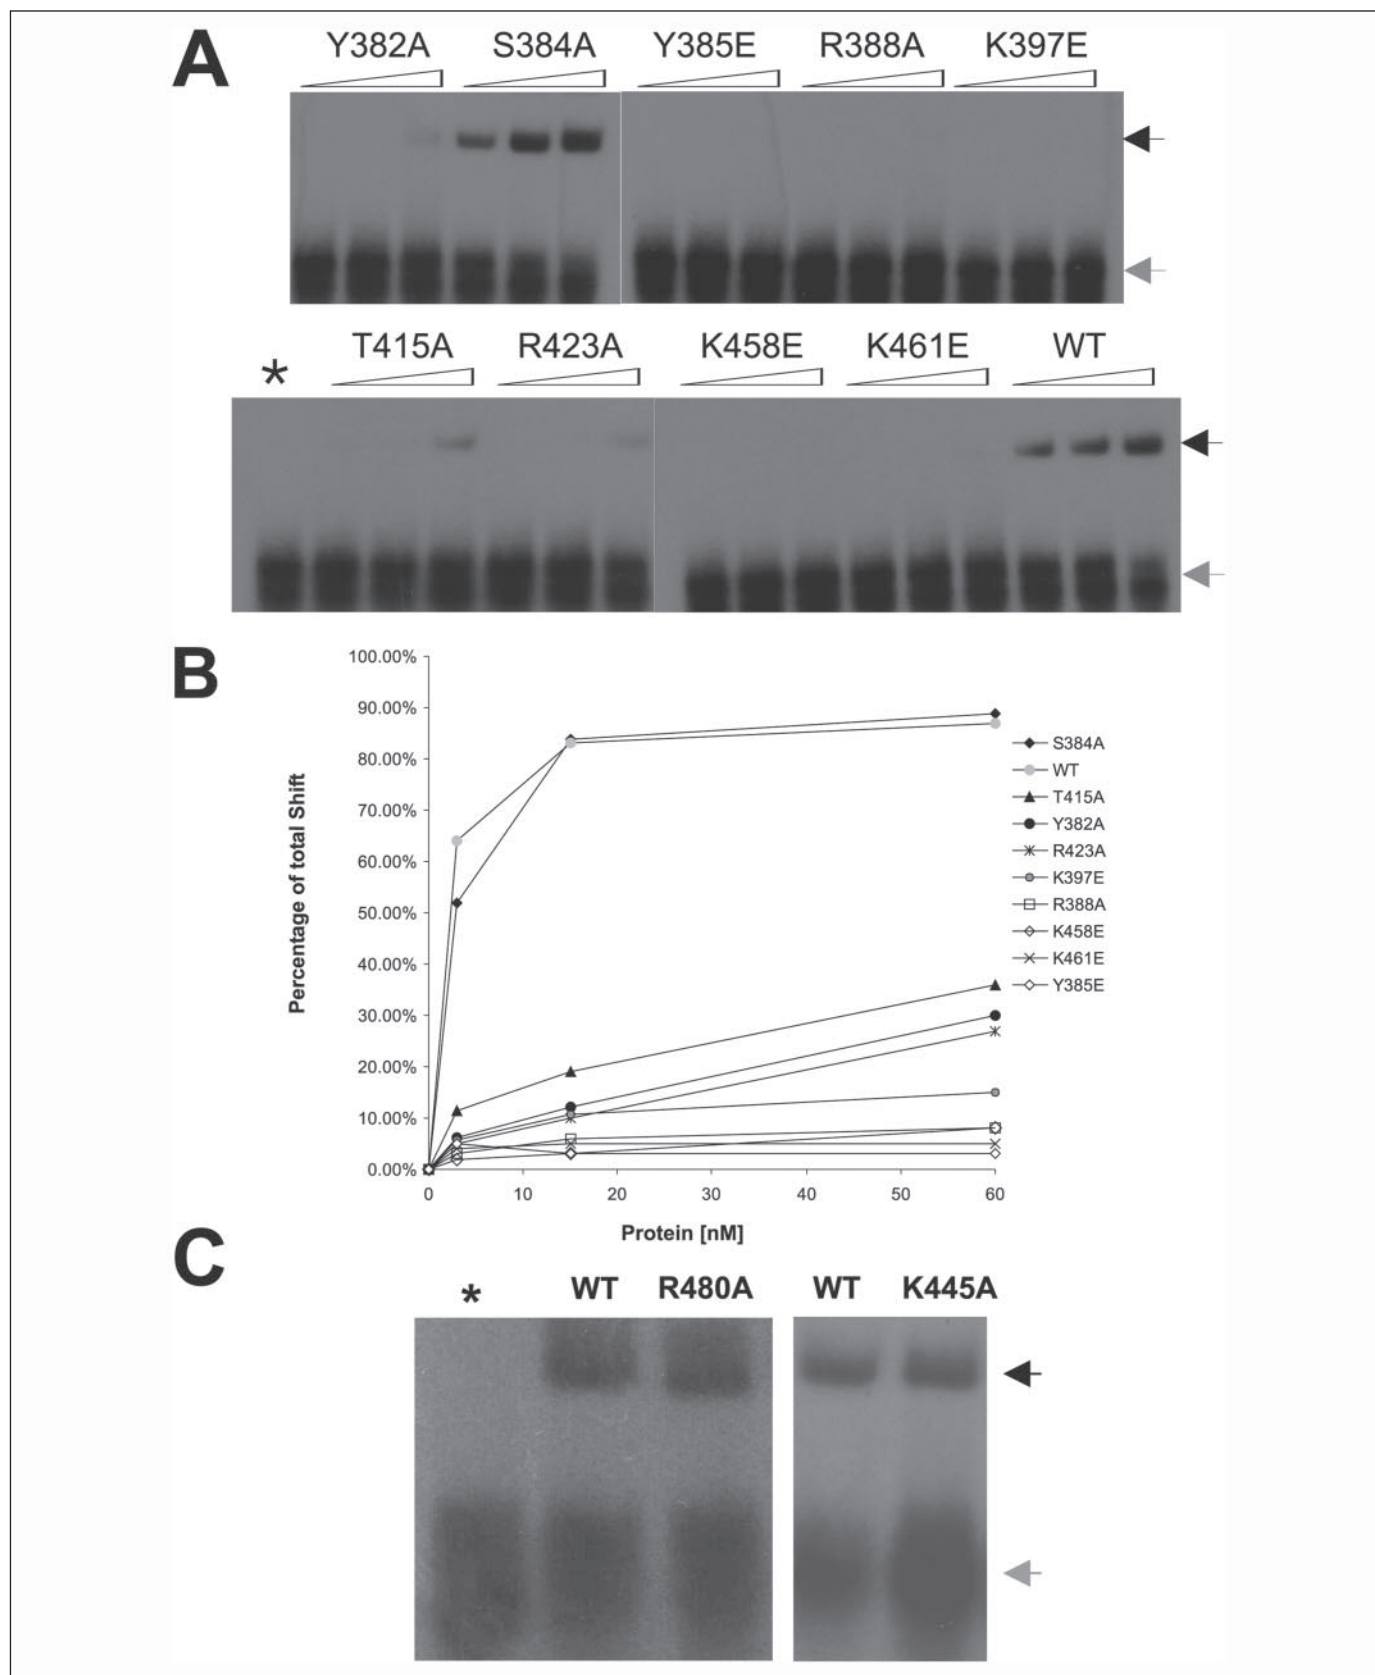 A
Y382A S384A Y385E R388A K397E
* T415A R423A K458E K461E WT
B
100.00%
90.00%
80.00%
70.00%
60.00%
50.00%
40.00%
30.00%
20.00%
10.00%
0.00%
Percentage of total Shift
0 10 20 30 40 50 60
Protein [nM]
S384A
WT
T415A
Y382A
R423A
K397E
R388A
K458E
K461E
Y385E
C
* WT R480A WT K445A